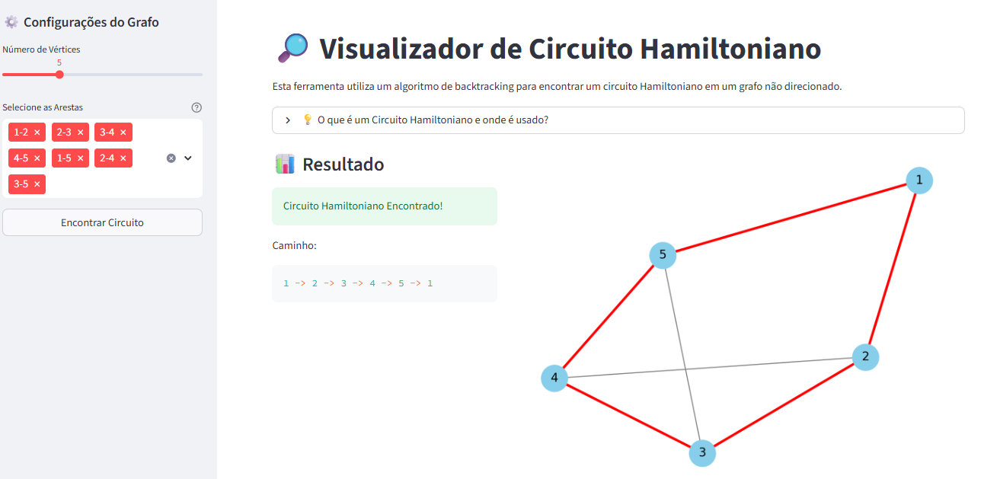 Configurações do Grafo
Número de Vértices
5
Selecione as Arestas
1-2 × 2-3 × 3-4 ×
4-5 × 1-5 × 2-4 ×
3-5 ×
Encontrar Circuito
Visualizador de Circuito Hamiltoniano
Esta ferramenta utiliza um algoritmo de backtracking para encontrar um circuito Hamiltoniano em um grafo não direcionado.
O que é um Circuito Hamiltoniano e onde é usado?
Resultado
Circuito Hamiltoniano Encontrado!
Caminho:
1 -> 2 -> 3 -> 4 -> 5 -> 1
1
5
2
4
3